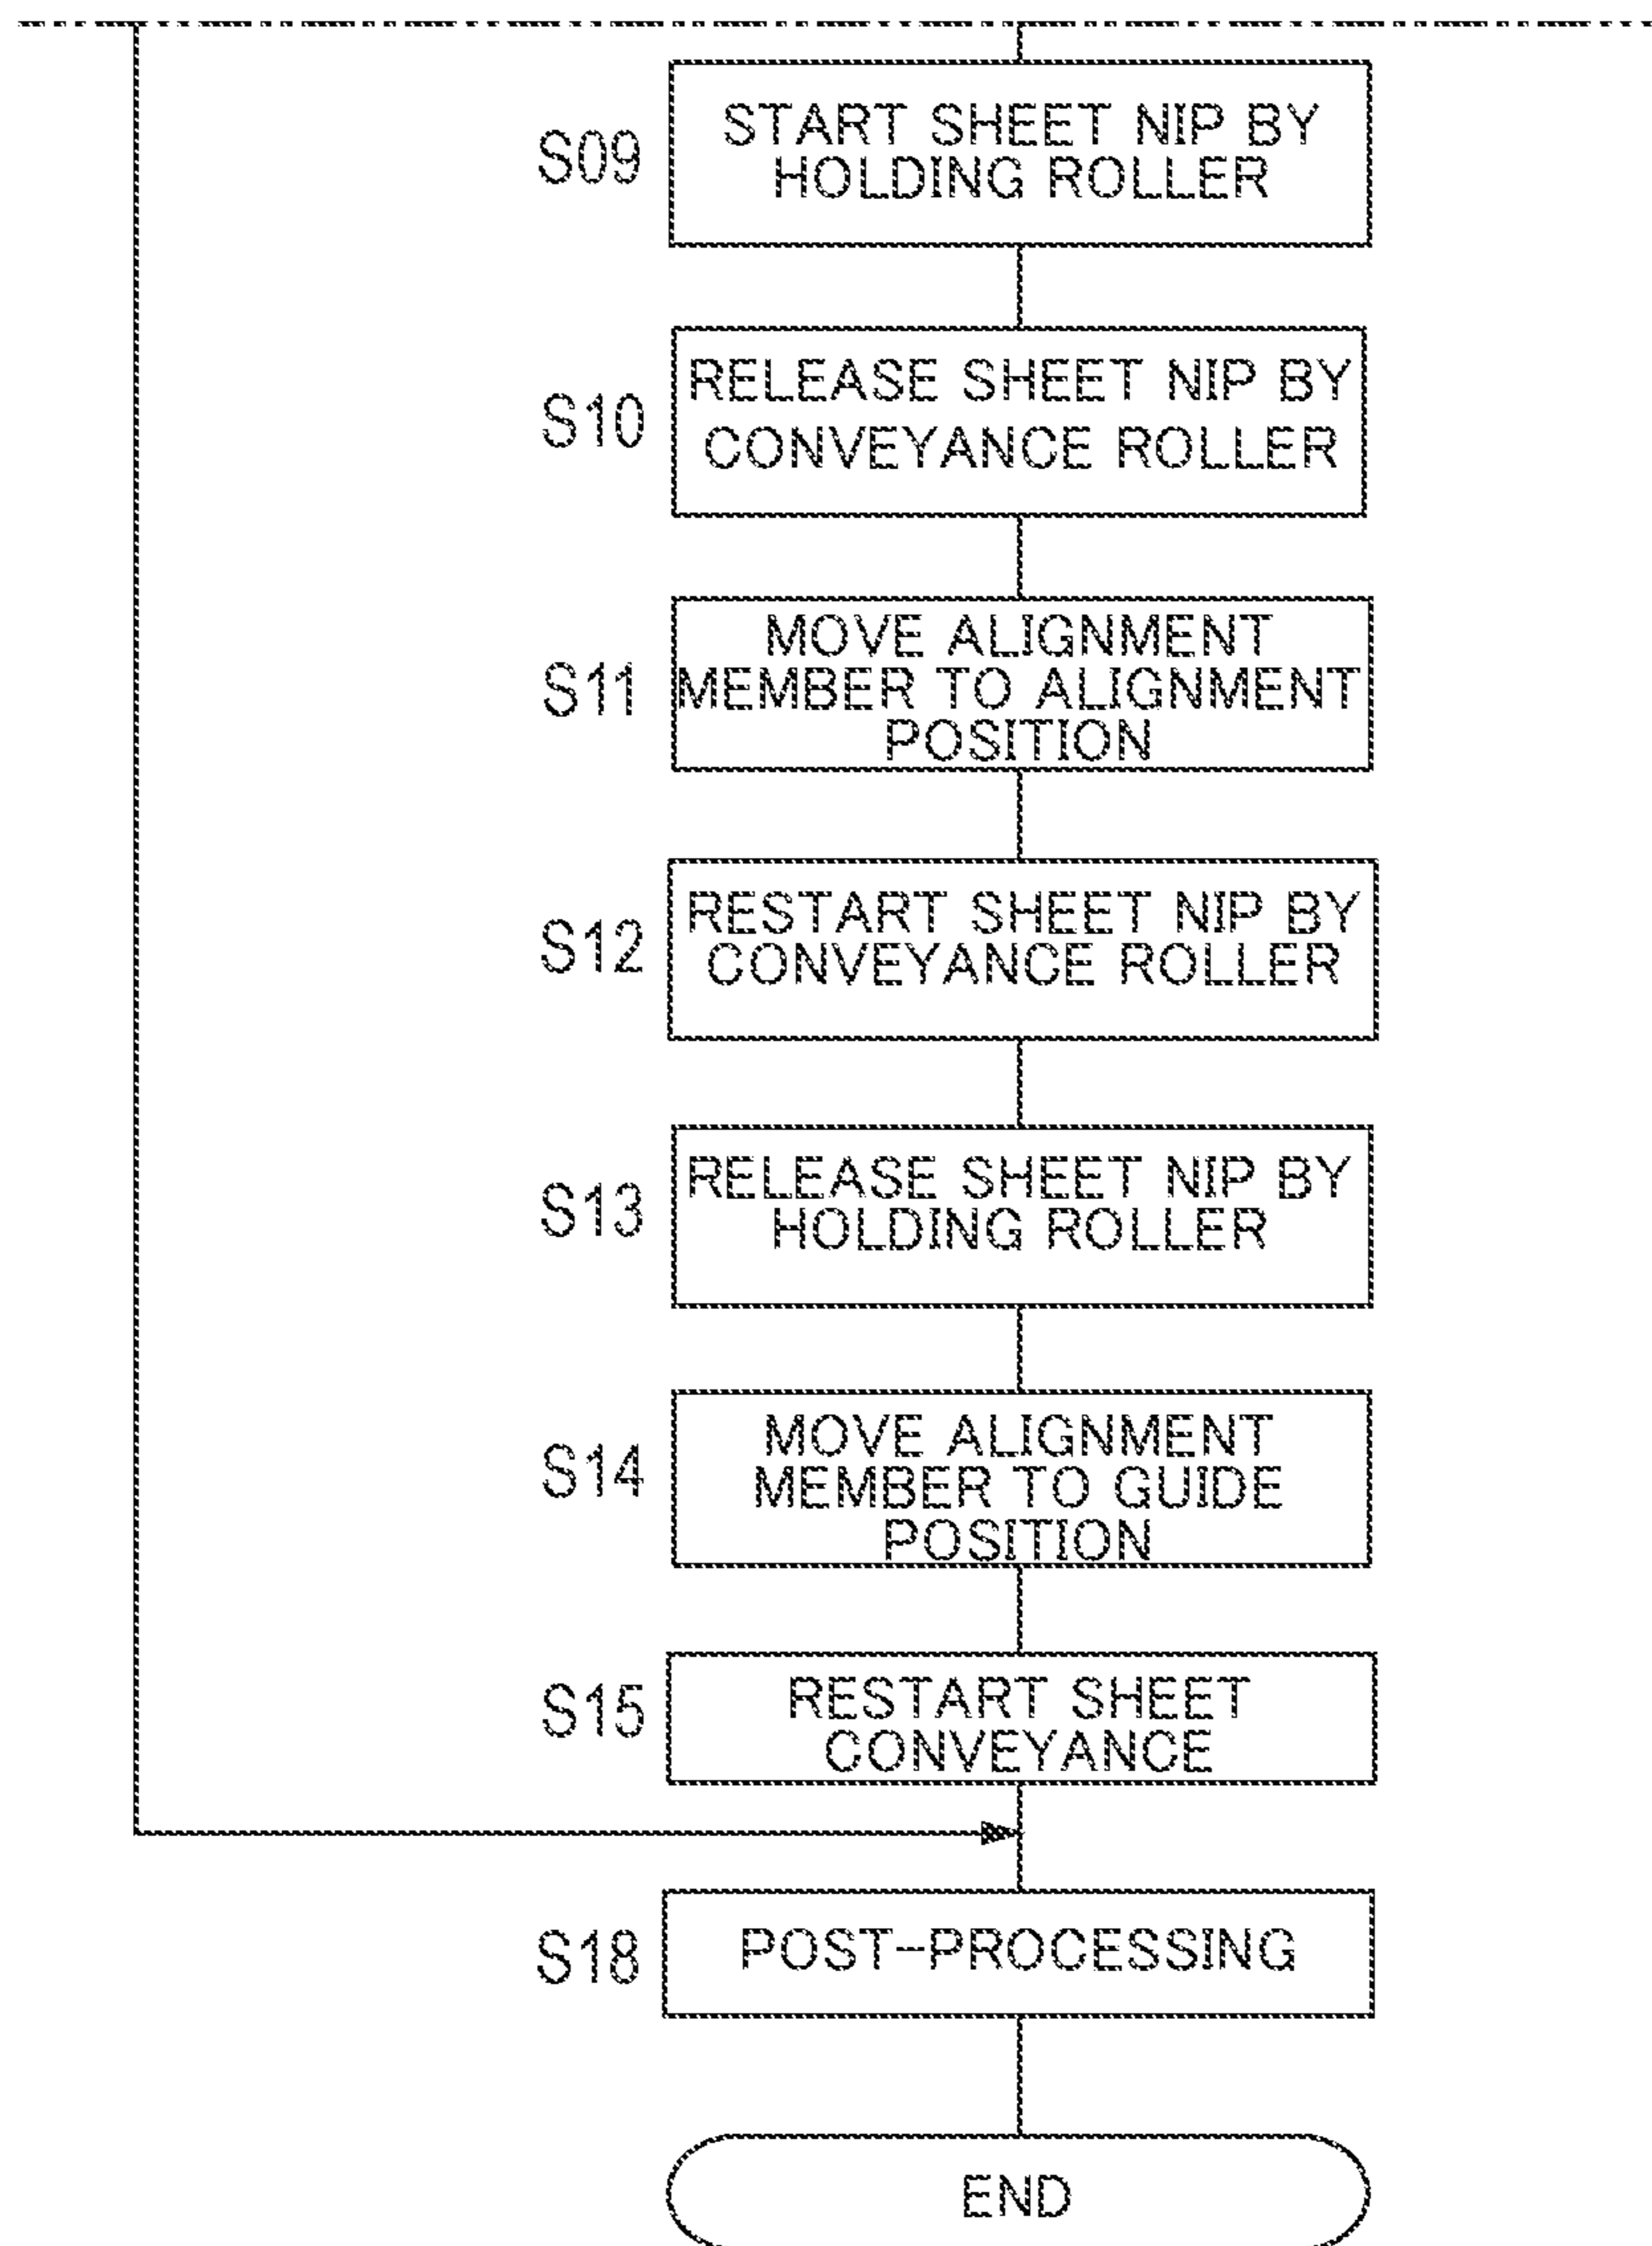 S09
START SHEET NIP BY
HOLDING ROLLER
S10
RELEASE SHEET NIP BY
CONVEYANCE ROLLER
S11
MOVE ALIGNMENT
MEMBER TO ALIGNMENT
POSITION
S12
RESTART SHEET NIP BY
CONVEYANCE ROLLER
S13
RELEASE SHEET NIP BY
HOLDING ROLLER
S14
MOVE ALIGNMENT
MEMBER TO GUIDE
POSITION
S15
RESTART SHEET
CONVEYANCE
S18
POST-PROCESSING
END